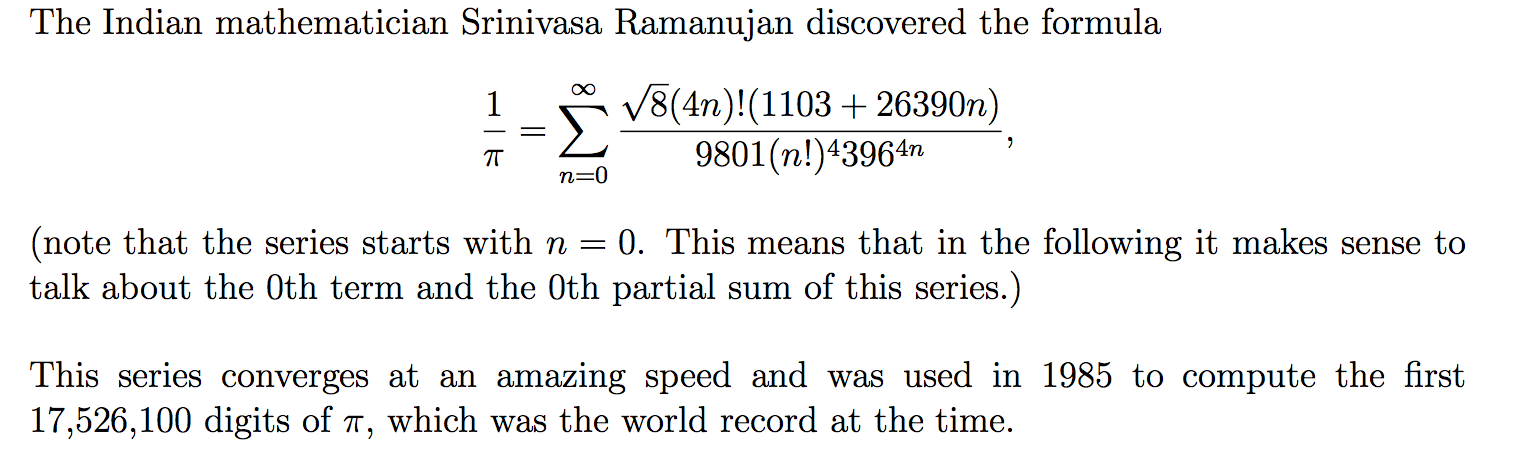 The Indian mathematician Srinivasa Ramanujan discovered the formula
\frac{1}{\pi} = \sum_{n=0}^{\infty} \frac{\sqrt{8}(4n)!(1103 + 26390n)}{9801(n!)^4 396^{4n}},
(note that the series starts with n = 0. This means that in the following it makes sense to
talk about the 0th term and the 0th partial sum of this series.)
This series converges at an amazing speed and was used in 1985 to compute the first
17,526,100 digits of π, which was the world record at the time.